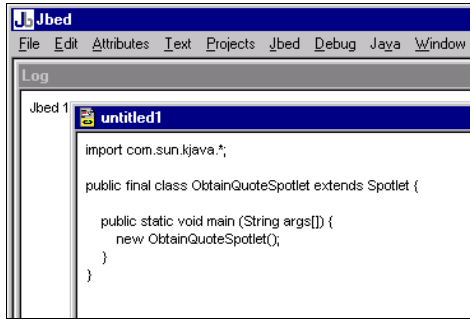 Jb Jbed
File Edit Attributes Text Projects Jbed Debug Java Window
Log
Jbed 1
untitled1
import com.sun.kjava.*;
public final class ObtainQuoteSpotlet extends Spotlet {
public static void main (String args[]) {
new ObtainQuoteSpotlet();
}
}